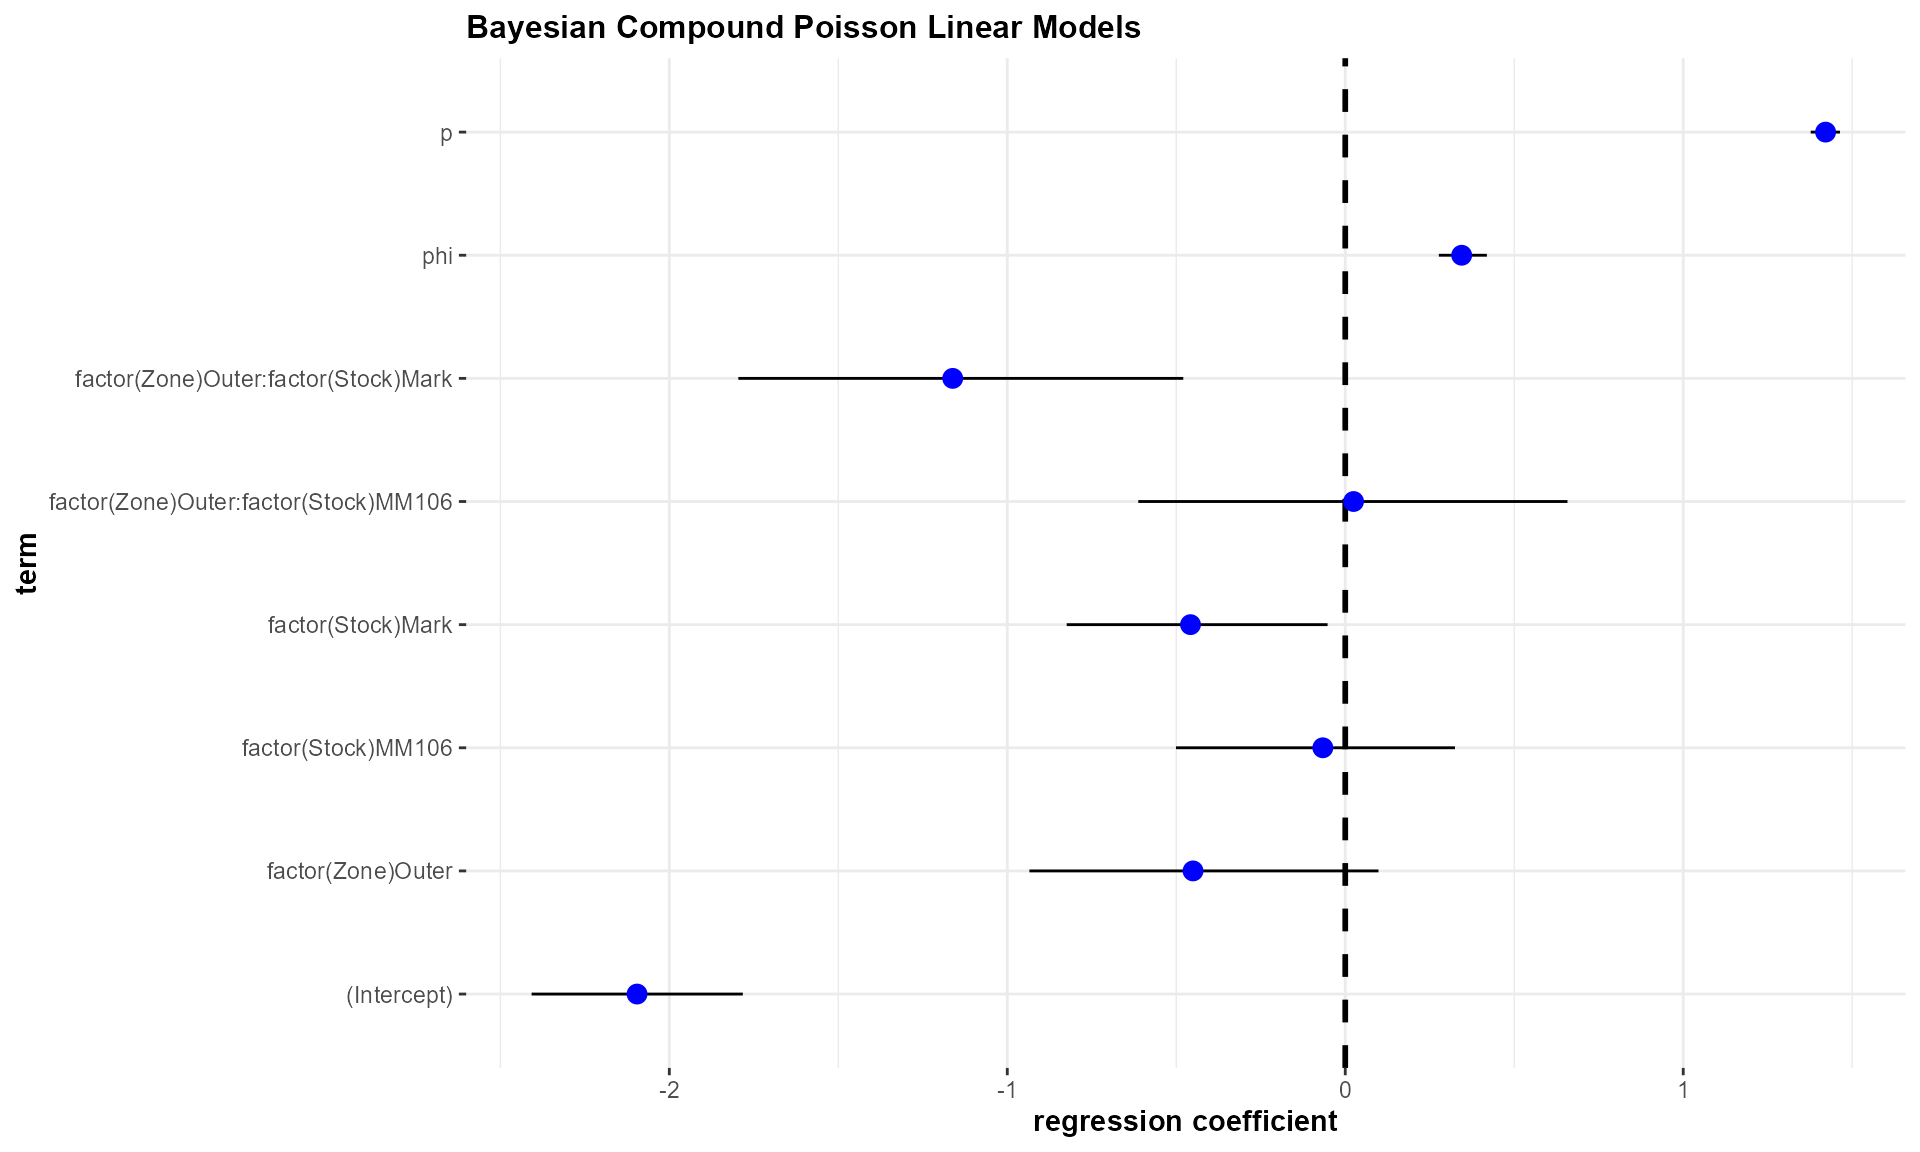 Bayesian Compound Poisson Linear Models
p
phi
factor(Zone)Outer:factor(Stock)Mark
factor(Zone)Outer:factor(Stock)MM106
term
factor(Stock)Mark
factor(Stock)MM106
factor(Zone)Outer
(Intercept)
-2 -1 0 1
regression coefficient